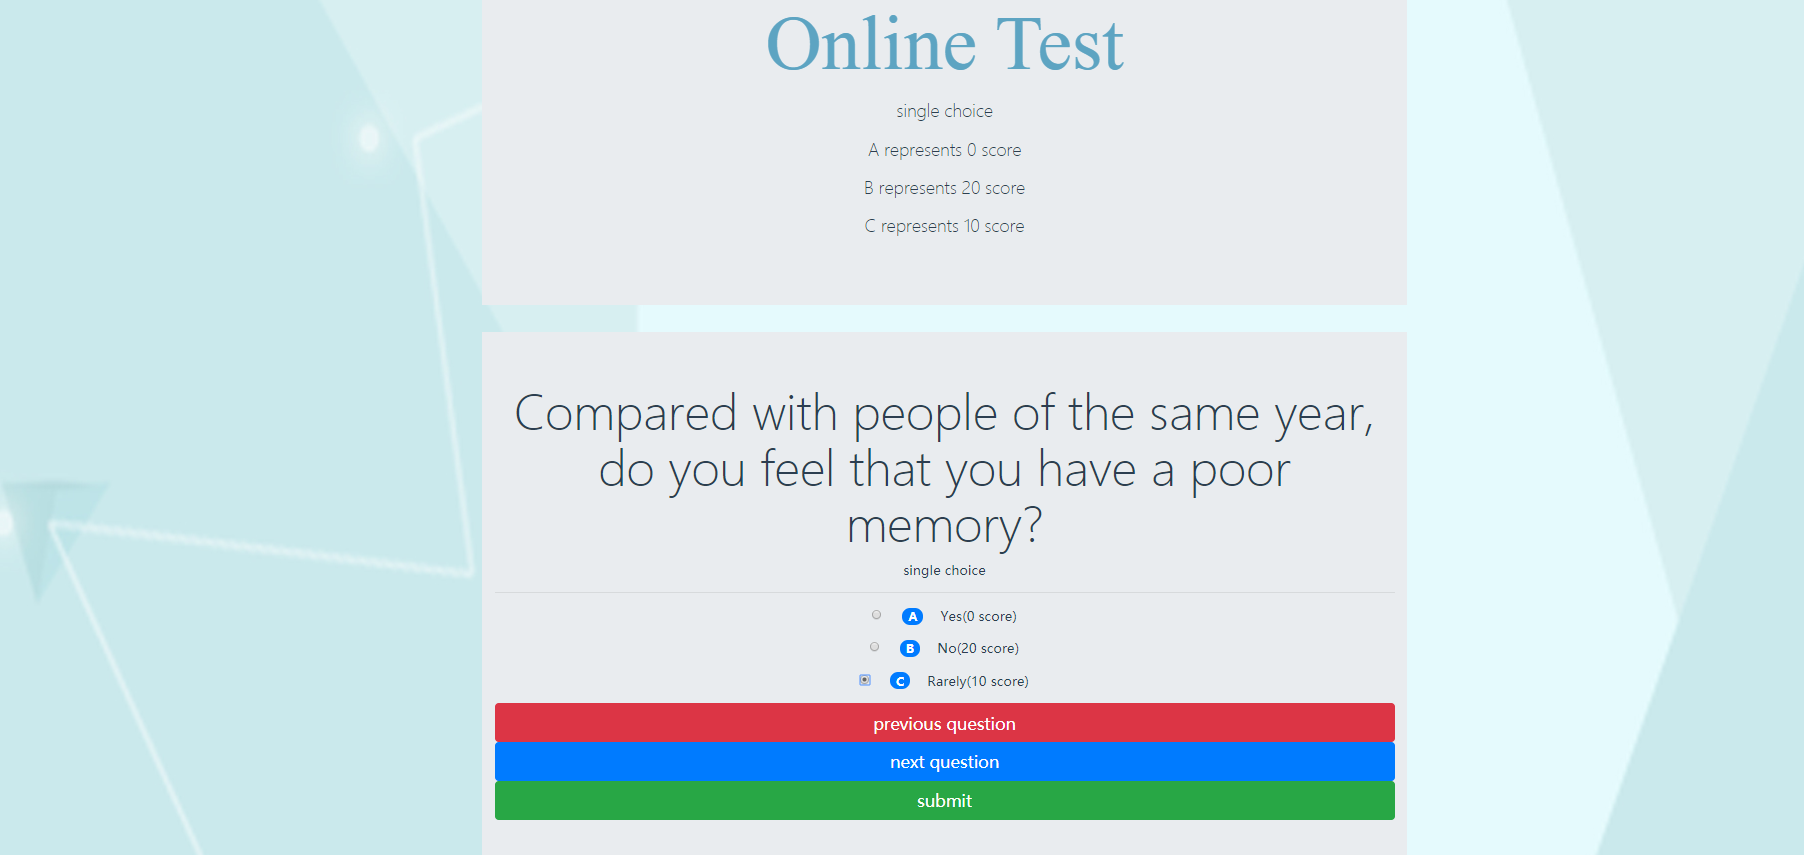 Online Test
single choice
A represents 0 score
B represents 20 score
C represents 10 score
Compared with people of the same year,
do you feel that you have a poor
memory?
single choice
A Yes(0 score)
B No(20 score)
C Rarely(10 score)
previous question
next question
submit